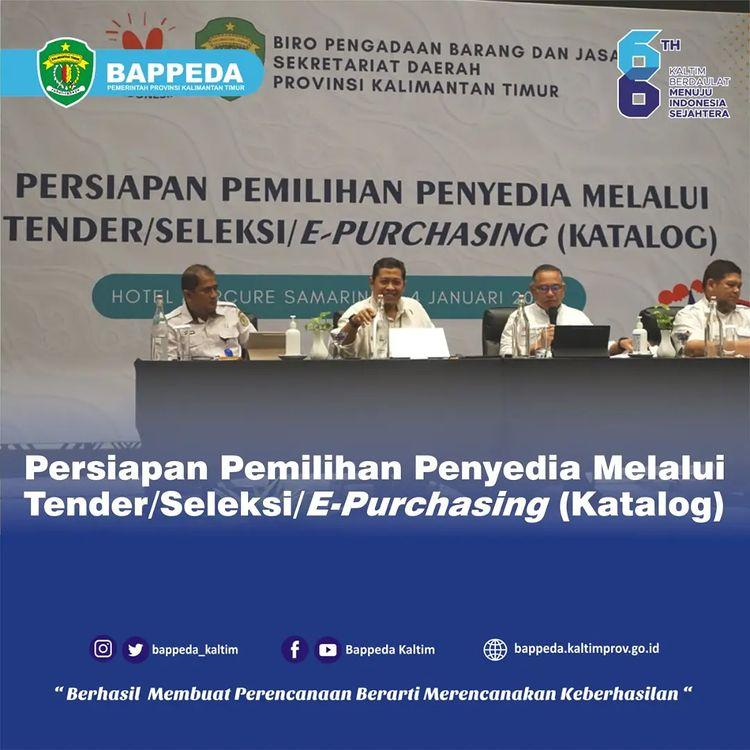 BAPPEDA
PEMERINTAH PROVINSI KALIMANTAN TIMUR
BIRO PENGADAAN BARANG DAN JASA
SEKRETARIAT DAERAH
PROVINSI KALIMANTAN TIMUR
66TH
KALTIM
BERDAULAT
MENUJU
INDONESIA
SEJAHTERA
PERSIAPAN PEMILIHAN PENYEDIA MELALUI
TENDER/SELEKSI/E-PURCHASING (KATALOG)
HOTEL SAMARIN JANUARI
Persiapan Pemilihan Penyedia Melalui
Tender/Seleksi/E-Purchasing (Katalog)
bappeda_kaltim
Bappeda Kaltim
bappeda.kaltimprov.go.id
“ Berhasil Membuat Perencanaan Berarti Merencanakan Keberhasilan “